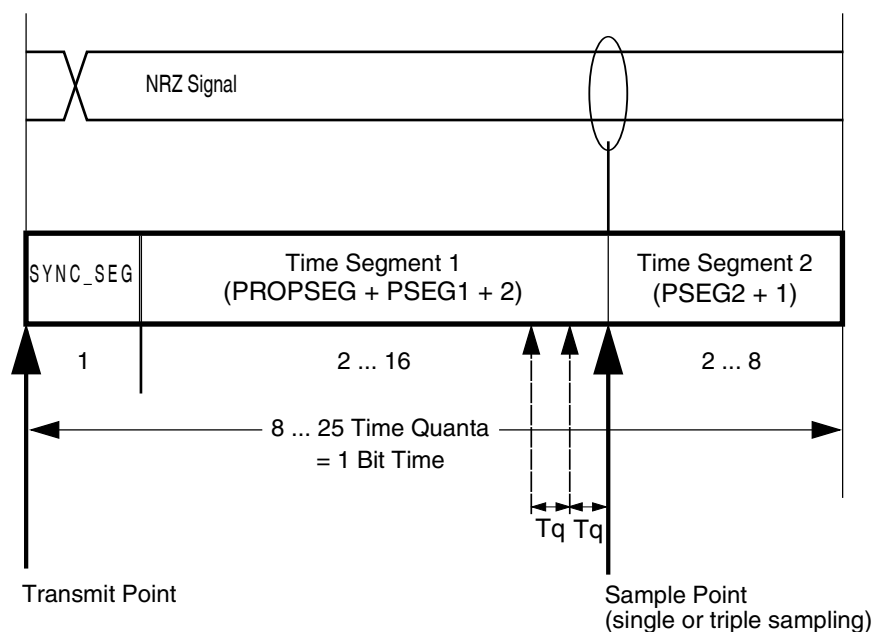 NRZ Signal
SYNC_SEG
Time Segment 1
(PROPSEG + PSEG1 + 2)
Time Segment 2
(PSEG2 + 1)
1
2 ... 16
2 ... 8
8 ... 25 Time Quanta
= 1 Bit Time
Tq Tq
Transmit Point
Sample Point
(single or triple sampling)